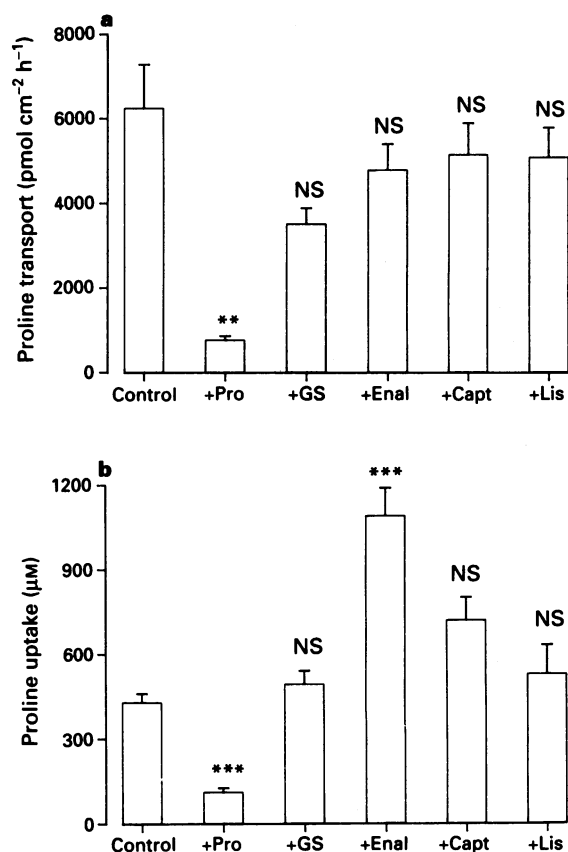 a
Proline transport (pmol cm⁻² h⁻¹)
8000
6000
4000
2000
0
**
NS
NS
NS
NS
Control +Pro +GS +Enal +Capt +Lis
b
Proline uptake (μM)
1200
900
600
300
0
***
NS
***
NS
NS
Control +Pro +GS +Enal +Capt +Lis